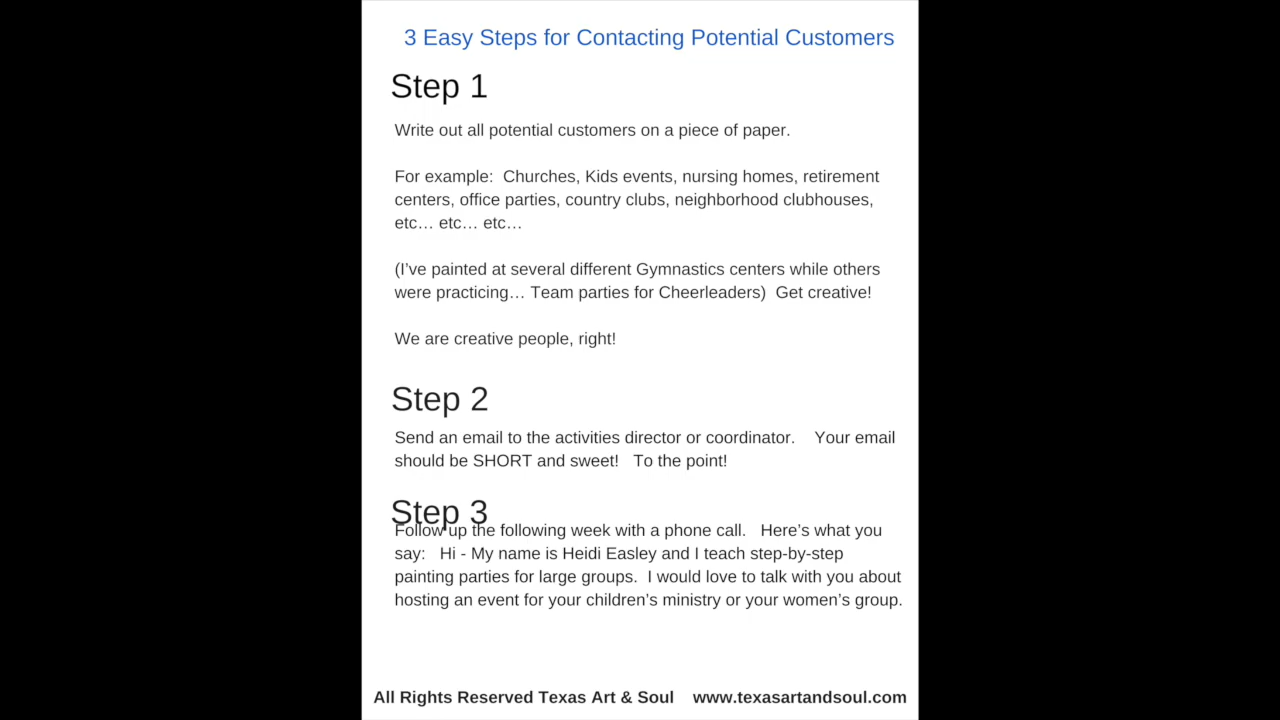 3 Easy Steps for Contacting Potential Customers
Step 1
Write out all potential customers on a piece of paper.
For example:  Churches, Kids events, nursing homes, retirement
centers, office parties, country clubs, neighborhood clubhouses,
etc… etc… etc…
(I’ve painted at several different Gymnastics centers while others
were practicing… Team parties for Cheerleaders)  Get creative!
We are creative people, right!
Step 2
Send an email to the activities director or coordinator.    Your email
should be SHORT and sweet!   To the point!
Step 3
Follow up the following week with a phone call.   Here’s what you
say:   Hi - My name is Heidi Easley and I teach step-by-step
painting parties for large groups.  I would love to talk with you about
hosting an event for your children’s ministry or your women’s group.
All Rights Reserved Texas Art & Soul    www.texasartandsoul.com